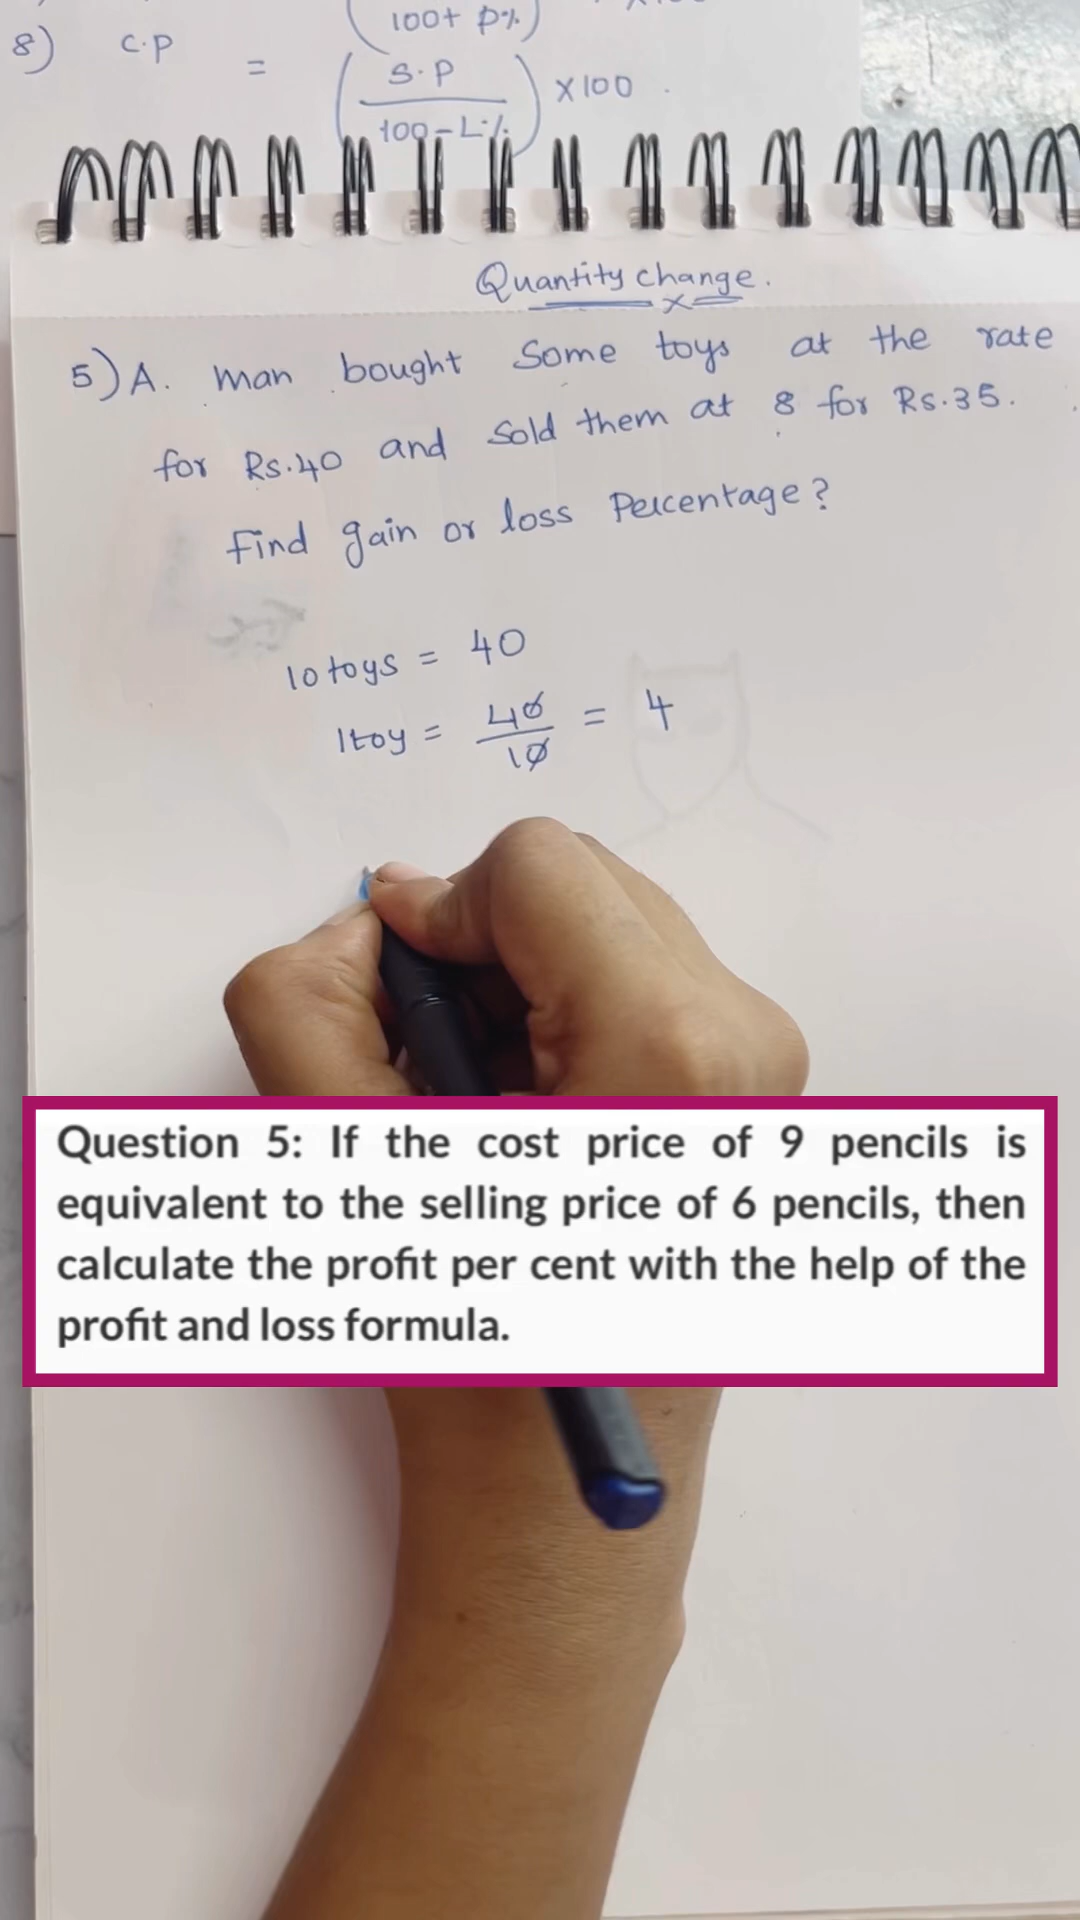 100+ P%
8) C.P = (S.P / 100-L%) ×100
Quantity change.
5) A. man bought some toys at the rate
for Rs.40 and sold them at 8 for Rs.35.
Find gain or loss Percentage?
10 toys = 40
1 toy = 40/10 = 4
Question 5: If the cost price of 9 pencils is
equivalent to the selling price of 6 pencils, then
calculate the profit per cent with the help of the
profit and loss formula.